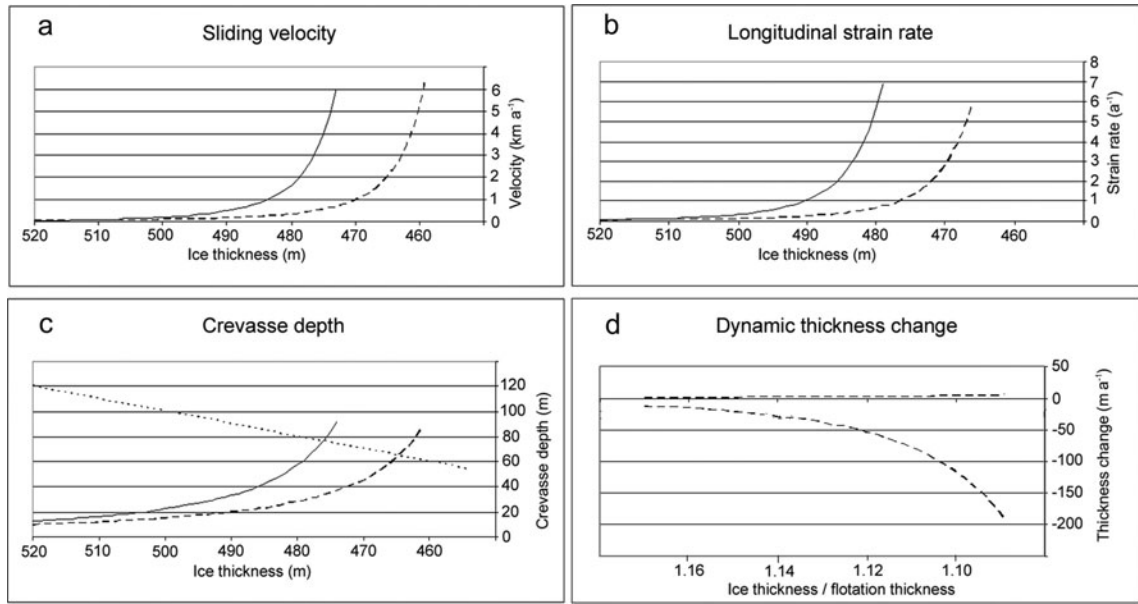 a
Sliding velocity
6
5
4
3
2
1
0
Velocity (km a⁻¹)
520 510 500 490 480 470 460
Ice thickness (m)
b
Longitudinal strain rate
8
7
6
5
4
3
2
1
0
Strain rate (a⁻¹)
520 510 500 490 480 470 460
Ice thickness (m)
c
Crevasse depth
120
100
80
60
40
20
0
Crevasse depth (m)
520 510 500 490 480 470 460
Ice thickness (m)
d
Dynamic thickness change
50
0
-50
-100
-150
-200
Thickness change (m a⁻¹)
1.16 1.14 1.12 1.10
Ice thickness / flotation thickness